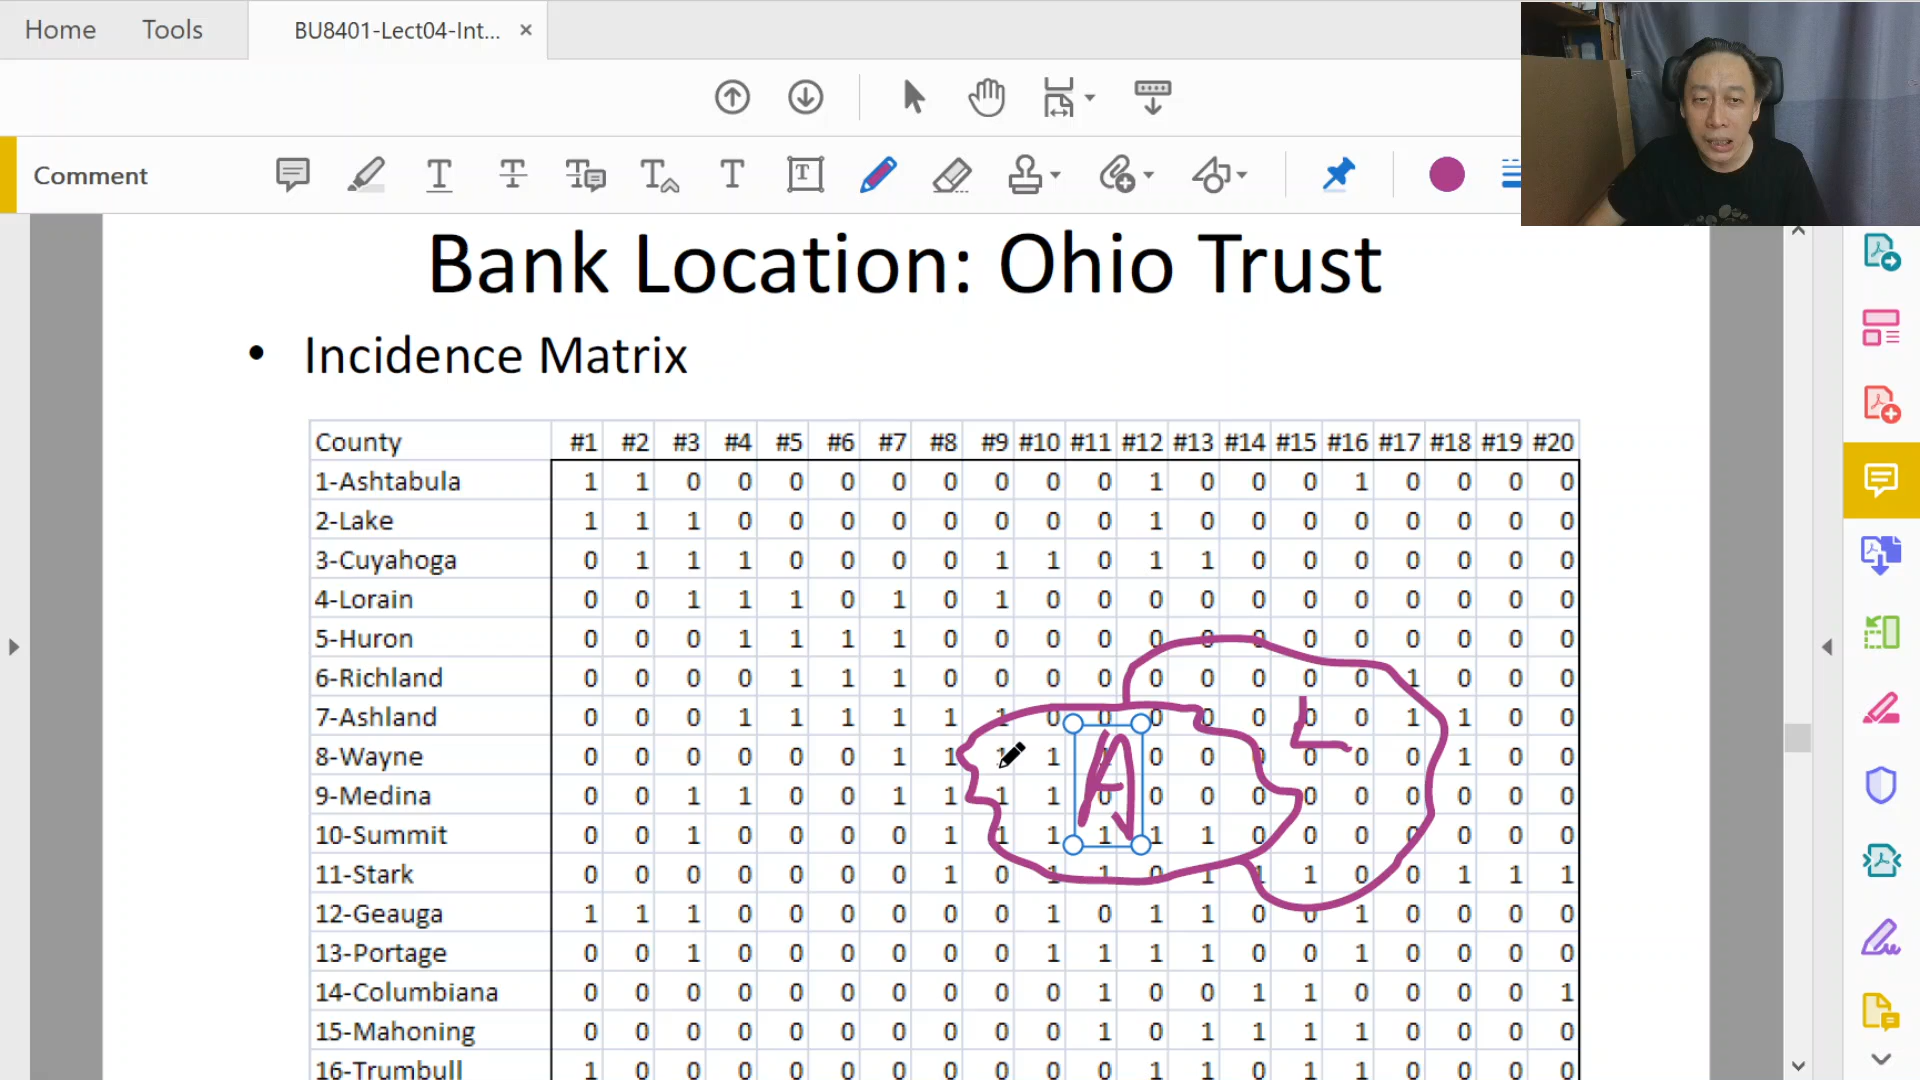 Home Tools BU8401-Lect04-Int... ×
Comment
Bank Location: Ohio Trust
• Incidence Matrix
County #1 #2 #3 #4 #5 #6 #7 #8 #9 #10 #11 #12 #13 #14 #15 #16 #17 #18 #19 #20
1-Ashtabula 1 1 0 0 0 0 0 0 0 0 0 1 0 0 0 1 0 0 0 0
2-Lake 1 1 1 0 0 0 0 0 0 0 0 1 0 0 0 0 0 0 0 0
3-Cuyahoga 0 1 1 1 0 0 0 0 1 1 0 1 1 0 0 0 0 0 0 0
4-Lorain 0 0 1 1 1 0 1 0 1 0 0 0 0 0 0 0 0 0 0 0
5-Huron 0 0 0 1 1 1 1 0 0 0 0 0 0 0 0 0 0 0 0 0
6-Richland 0 0 0 0 1 1 1 0 0 0 0 0 0 0 0 0 1 0 0 0
7-Ashland 0 0 0 1 1 1 1 1 1 0 0 0 0 0 0 0 1 1 0 0
8-Wayne 0 0 0 0 0 0 1 1 1 1 1 0 0 0 0 0 0 1 0 0
9-Medina 0 0 1 1 0 0 1 1 1 1 0 0 0 0 0 0 0 0 0 0
10-Summit 0 0 1 0 0 0 0 1 1 1 1 1 1 0 0 0 0 0 0 0
11-Stark 0 0 0 0 0 0 0 1 0 1 1 0 1 1 1 0 0 1 1 1
12-Geauga 1 1 1 0 0 0 0 0 0 1 0 1 1 0 0 1 0 0 0 0
13-Portage 0 0 1 0 0 0 0 0 0 1 1 1 1 0 0 1 0 0 0 0
14-Columbiana 0 0 0 0 0 0 0 0 0 0 1 0 0 1 1 0 0 0 0 1
15-Mahoning 0 0 0 0 0 0 0 0 0 0 1 0 1 1 1 1 0 0 0 0
16-Trumbull 1 0 0 0 0 0 0 0 0 0 0 1 1 0 1 1 0 0 0 0
L
A